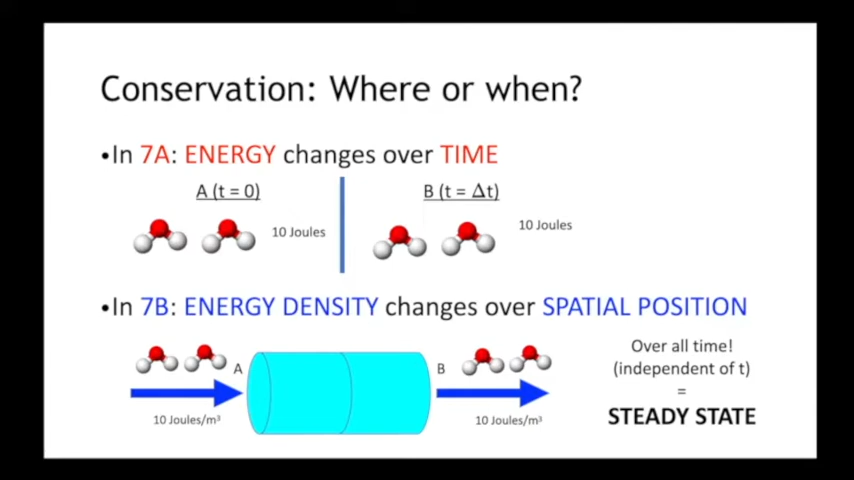 Conservation: Where or when?
•In 7A: ENERGY changes over TIME
A (t = 0)
B (t = Δt)
10 Joules
10 Joules
•In 7B: ENERGY DENSITY changes over SPATIAL POSITION
A
B
10 Joules/m³
10 Joules/m³
Over all time!
(independent of t)
=
STEADY STATE